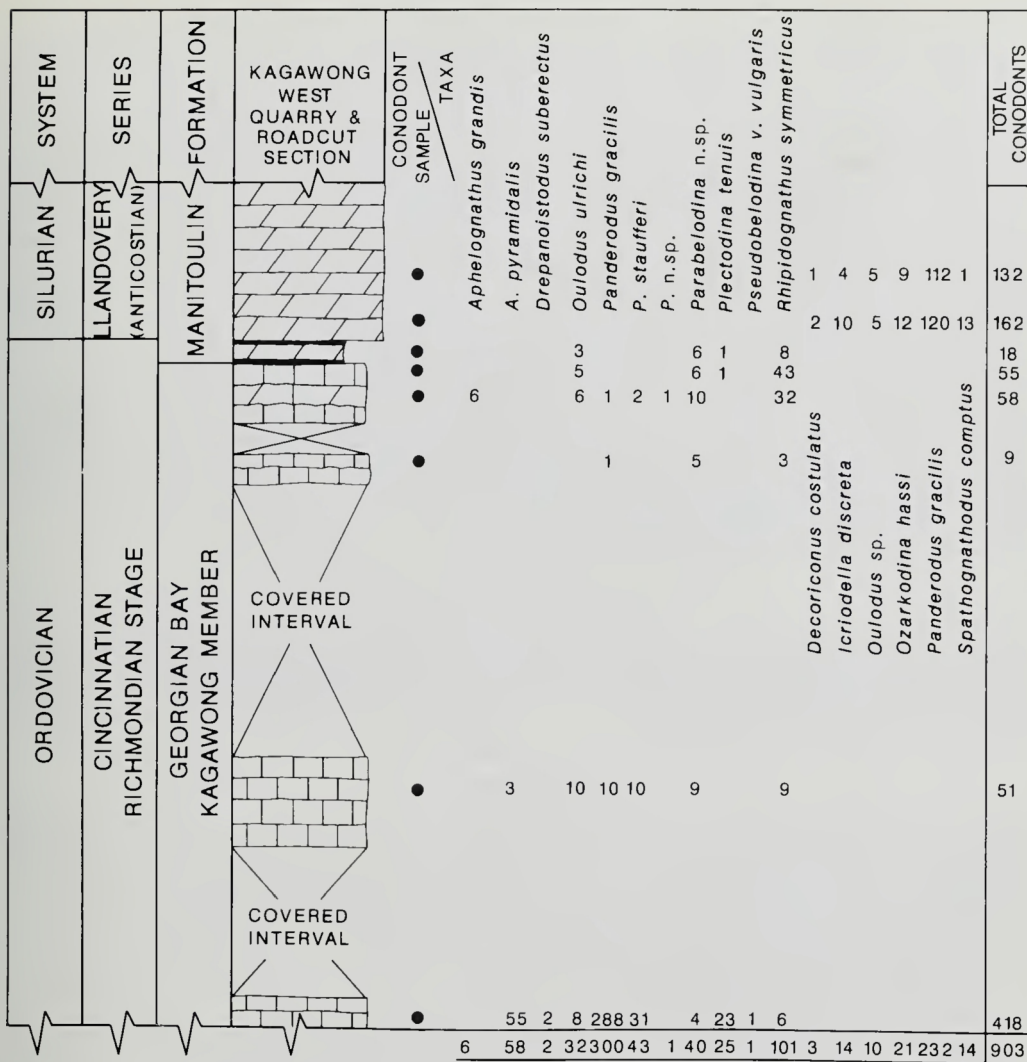 SYSTEM
SERIES
FORMATION
KAGAWONG
WEST
QUARRY &
ROADCUT
SECTION
CONODONT
SAMPLE
TAXA
Aphelognathus grandis
A. pyramidalis
Drepanoistodus suberectus
Oulodus ulrichi
Panderodus gracilis
P. staufferi
P. n.sp.
Parabelodina n.sp.
Plectodina tenuis
Pseudobelodina v. vulgaris
Rhipidognathus symmetricus
TOTAL
CONODONTS
SILURIAN
LLANDOVERY
(ANTICOSTIAN)
MANITOULIN
1 4 5 9 112 1 132
2 10 5 12 120 13 162
3 6 1 8 18
5 6 1 43 55
6 6 1 2 1 10 32 58
1 5 3 9
Decoriconus costulatus
Icriodella discreta
Oulodus sp.
Ozarkodina hassi
Panderodus gracilis
Spathognathodus comptus
ORDOVICIAN
CINCINNATIAN
RICHMONDIAN STAGE
GEORGIAN BAY
KAGAWONG MEMBER
COVERED
INTERVAL
3 10 10 10 9 9 51
COVERED
INTERVAL
55 2 8 288 31 4 23 1 6 418
6 58 2 32 300 43 1 40 25 1 101 3 14 10 21 232 14 903